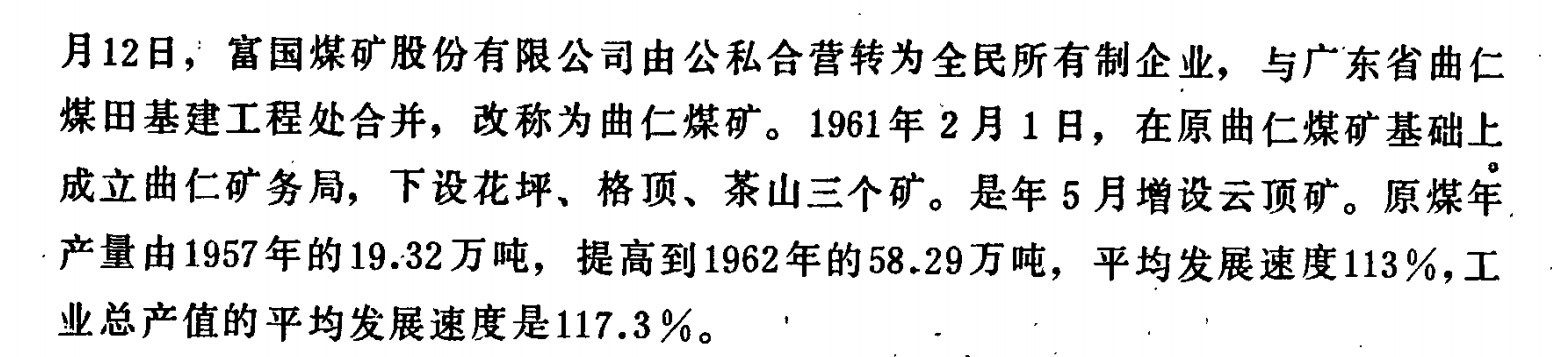 月12日，富国煤矿股份有限公司由公私合营转为全民所有制企业，与广东省曲仁
煤田基建工程处合并，改称为曲仁煤矿。1961年2月1日，在原曲仁煤矿基础上
成立曲仁矿务局，下设花坪、格顶、茶山三个矿。是年5月增设云顶矿。原煤年
产量由1957年的19.32万吨，提高到1962年的58.29万吨，平均发展速度113％，工
业总产值的平均发展速度是117.3％。